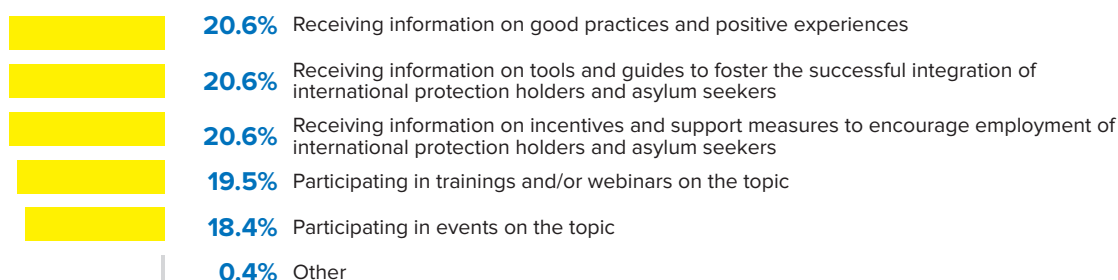 20.6% Receiving information on good practices and positive experiences
20.6% Receiving information on tools and guides to foster the successful integration of
international protection holders and asylum seekers
20.6% Receiving information on incentives and support measures to encourage employment of
international protection holders and asylum seekers
19.5% Participating in trainings and/or webinars on the topic
18.4% Participating in events on the topic
0.4% Other